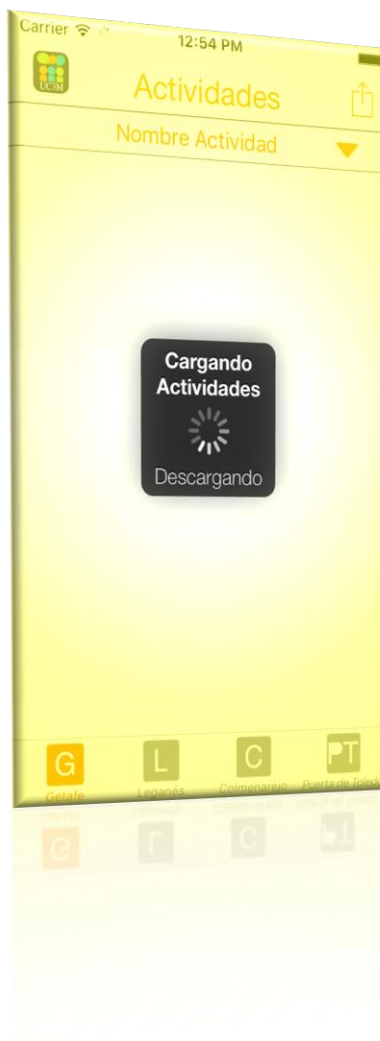 Carrier
12:54 PM
UC3M
Actividades
Nombre Actividad
Cargando
Actividades
Descargando
G
L
C
PT
Getafe
Leganés
Colmenarejo
Puerta de Toledo